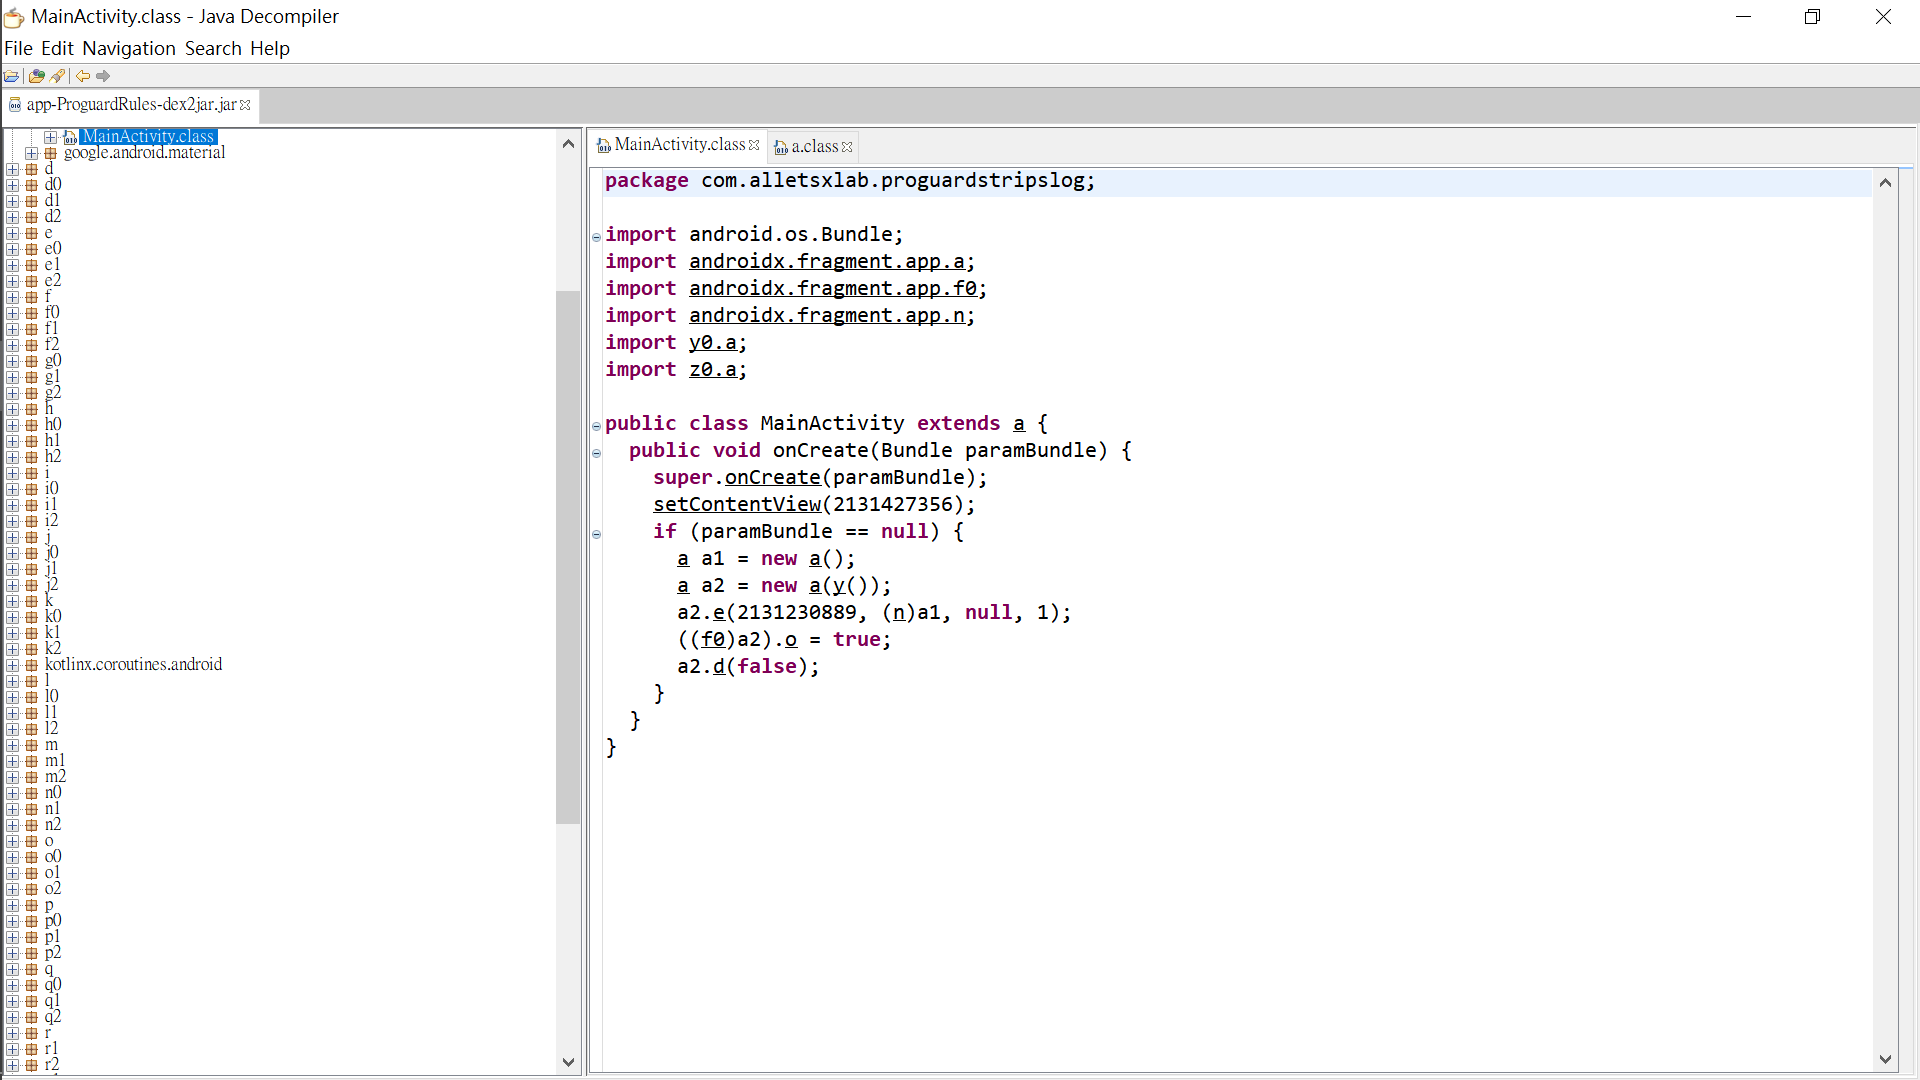 MainActivity.class - Java Decompiler
File Edit Navigation Search Help
app-ProguardRules-dex2jar.jar
MainActivity.class
google.android.material
d
d0
d1
d2
e
e0
e1
e2
f
f0
f1
f2
g0
g1
g2
h
h0
h1
h2
i
i0
i1
i2
j
j0
j1
j2
k
k0
k1
k2
kotlinx.coroutines.android
l
l0
l1
l2
m
m1
m2
n0
n1
n2
o
o0
o1
o2
p
p0
p1
p2
q
q0
q1
q2
r
r1
r2
MainActivity.class a.class
package com.alletsxlab.proguardstripslog;
import android.os.Bundle;
import androidx.fragment.app.a;
import androidx.fragment.app.f0;
import androidx.fragment.app.n;
import y0.a;
import z0.a;
public class MainActivity extends a {
public void onCreate(Bundle paramBundle) {
super.onCreate(paramBundle);
setContentView(2131427356);
if (paramBundle == null) {
a a1 = new a();
a a2 = new a(y());
a2.e(2131230889, (n)a1, null, 1);
((f0)a2).o = true;
a2.d(false);
}
}
}